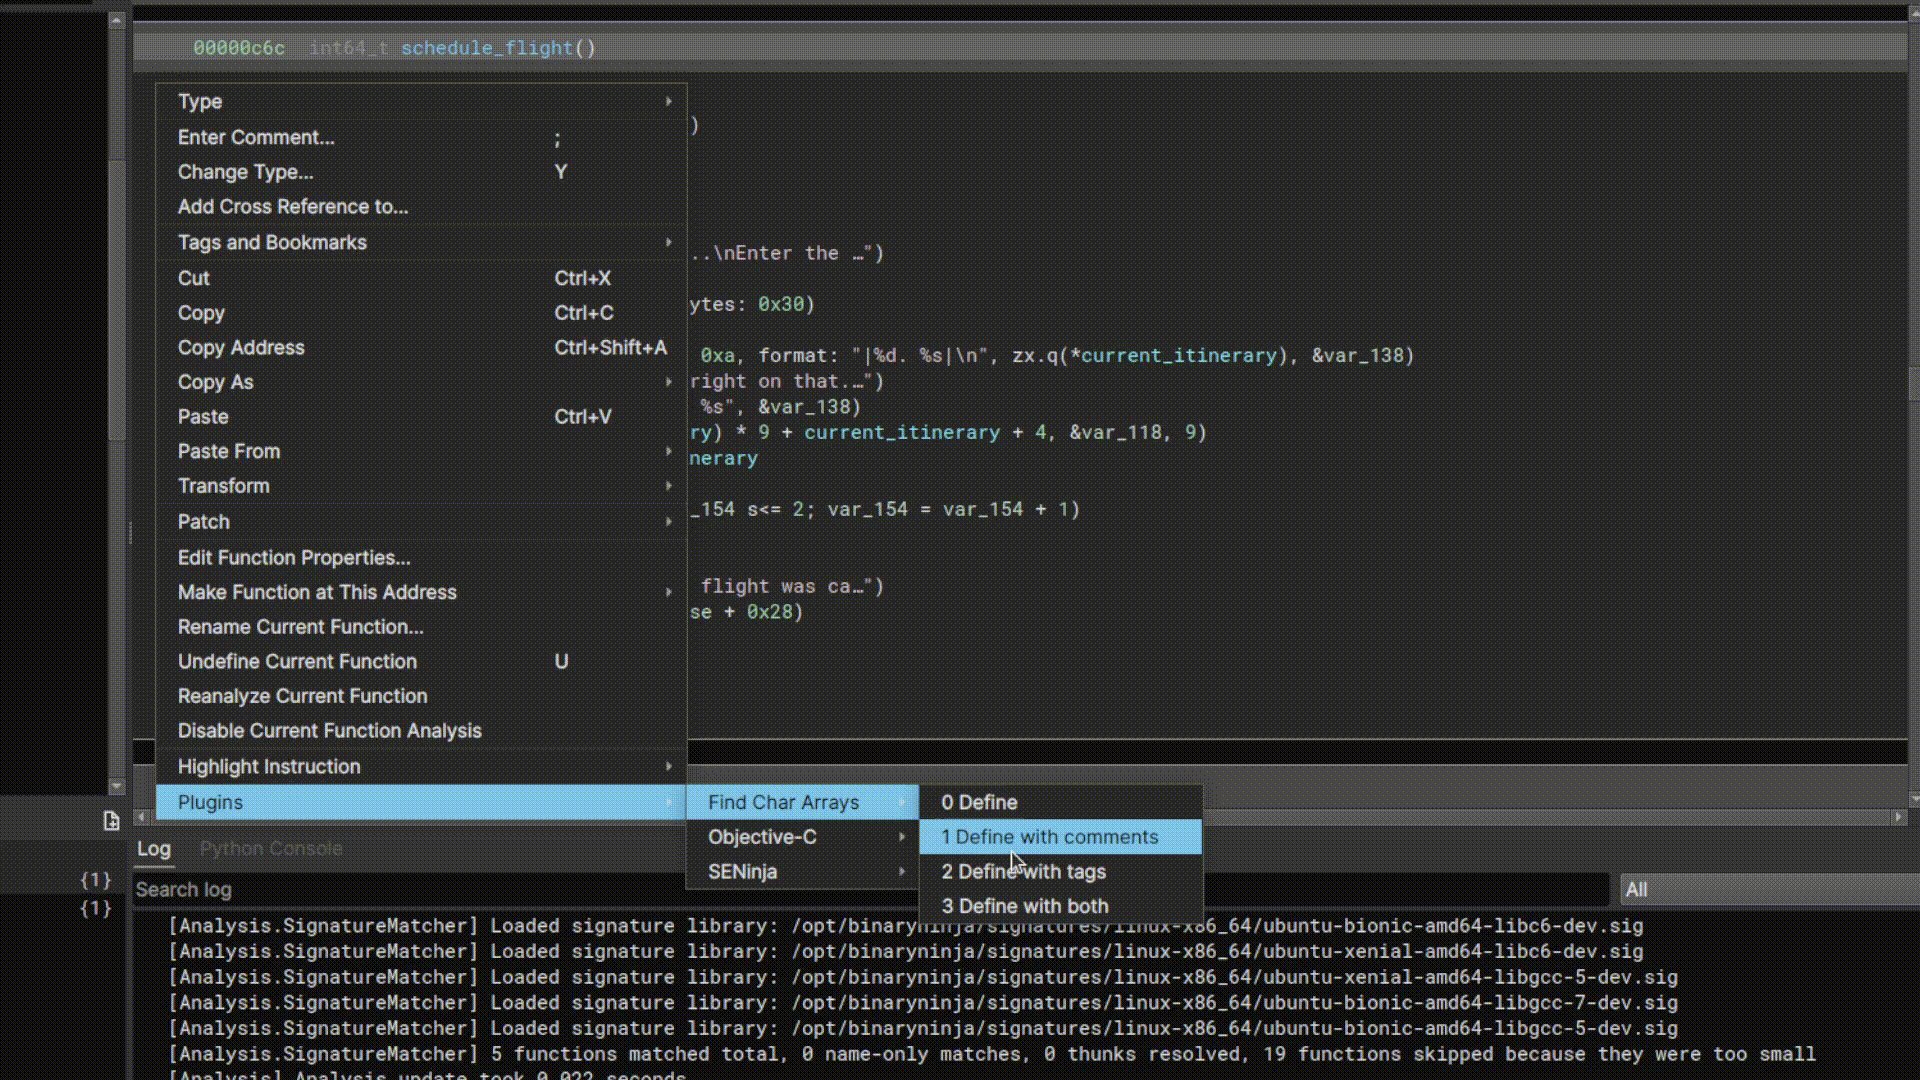 00000c6c  int64_t schedule_flight()
Type
)
Enter Comment... ;
Change Type... Y
Add Cross Reference to...
Tags and Bookmarks
..\nEnter the …")
Cut Ctrl+X
ytes: 0x30)
Copy Ctrl+C
Copy Address Ctrl+Shift+A
0xa, format: "|%d. %s|\n", zx.q(*current_itinerary), &var_138)
Copy As
right on that.…")
%s", &var_138)
Paste Ctrl+V
ry) * 9 + current_itinerary + 4, &var_118, 9)
Paste From
nerary
Transform
_154 s<= 2; var_154 = var_154 + 1)
Patch
Edit Function Properties...
Make Function at This Address
flight was ca…")
se + 0x28)
Rename Current Function...
Undefine Current Function U
Reanalyze Current Function
Disable Current Function Analysis
Highlight Instruction
Plugins
Find Char Arrays
0 Define
Objective-C
1 Define with comments
SENinja
2 Define with tags
3 Define with both
Log Python Console
{1}
{1}
Search log
All
[Analysis.SignatureMatcher] Loaded signature library: /opt/binaryninja/signatures/linux-x86_64/ubuntu-bionic-amd64-libc6-dev.sig
[Analysis.SignatureMatcher] Loaded signature library: /opt/binaryninja/signatures/linux-x86_64/ubuntu-xenial-amd64-libc6-dev.sig
[Analysis.SignatureMatcher] Loaded signature library: /opt/binaryninja/signatures/linux-x86_64/ubuntu-xenial-amd64-libgcc-5-dev.sig
[Analysis.SignatureMatcher] Loaded signature library: /opt/binaryninja/signatures/linux-x86_64/ubuntu-bionic-amd64-libgcc-7-dev.sig
[Analysis.SignatureMatcher] Loaded signature library: /opt/binaryninja/signatures/linux-x86_64/ubuntu-bionic-amd64-libgcc-5-dev.sig
[Analysis.SignatureMatcher] 5 functions matched total, 0 name-only matches, 0 thunks resolved, 19 functions skipped because they were too small
[Analysis] Analysis update took 0.022 seconds